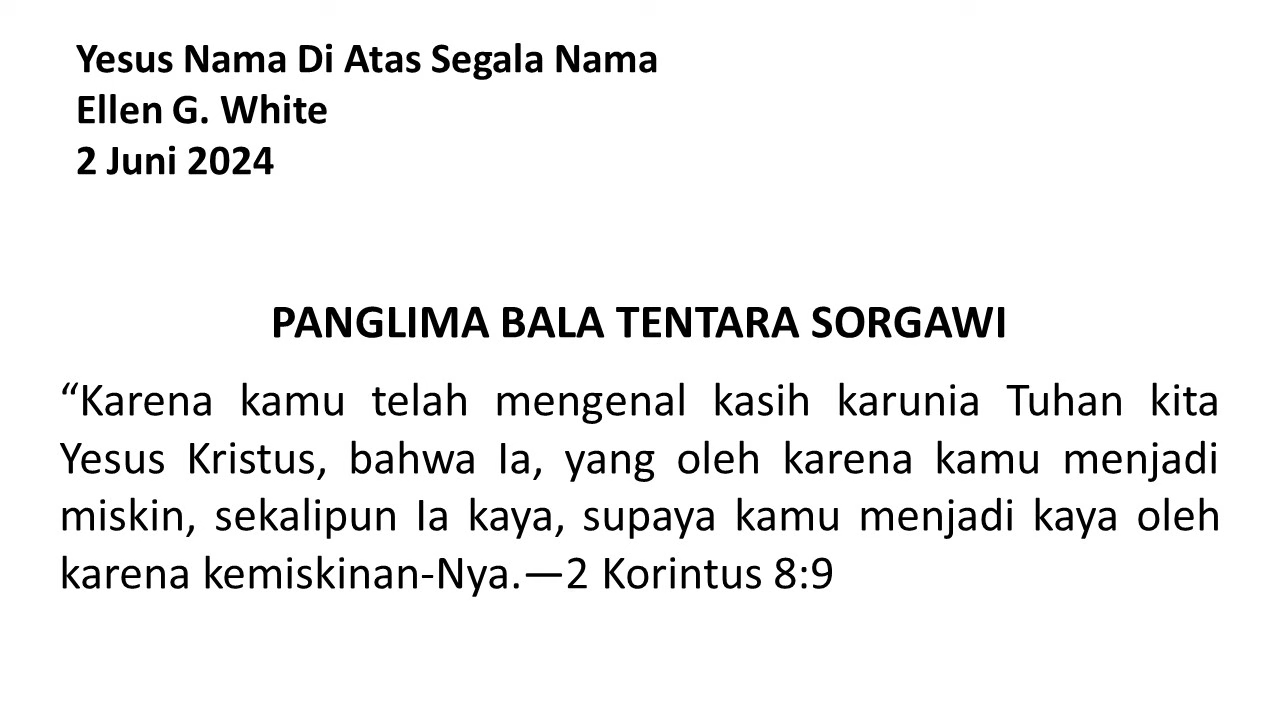 Yesus Nama Di Atas Segala Nama
Ellen G. White
2 Juni 2024
PANGLIMA BALA TENTARA SORGAWI
“Karena kamu telah mengenal kasih karunia Tuhan kita
Yesus Kristus, bahwa Ia, yang oleh karena kamu menjadi
miskin, sekalipun Ia kaya, supaya kamu menjadi kaya oleh
karena kemiskinan-Nya.—2 Korintus 8:9